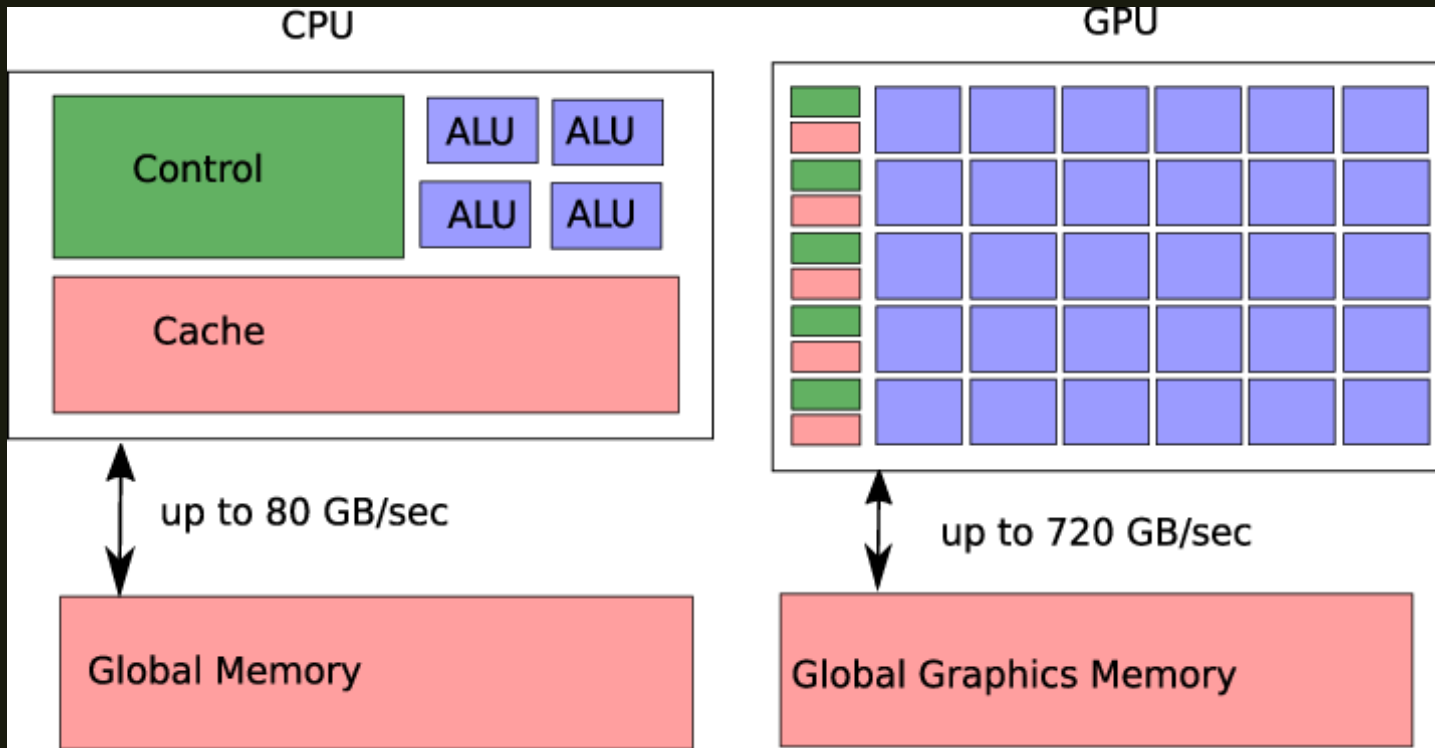 CPU
GPU
Control
ALU
ALU
ALU
ALU
Cache
up to 80 GB/sec
up to 720 GB/sec
Global Memory
Global Graphics Memory